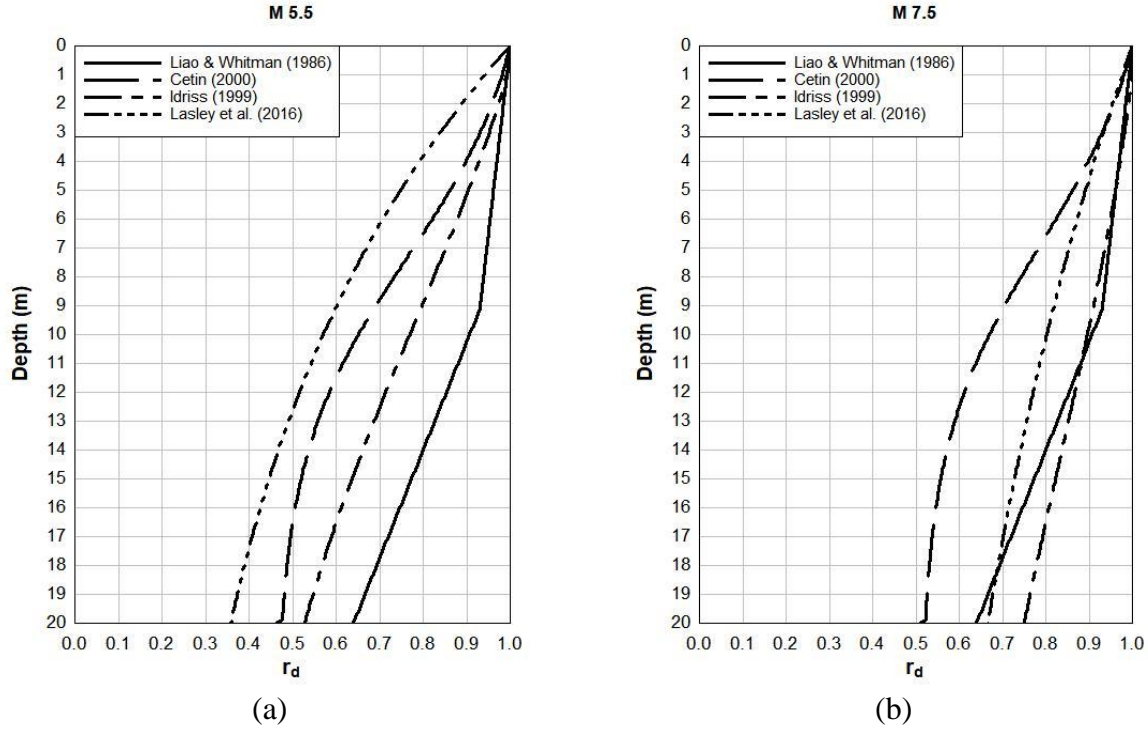 M 5.5
Liao & Whitman (1986)
Cetin (2000)
Idriss (1999)
Lasley et al. (2016)
0
1
2
3
4
5
6
7
8
9
10
11
12
13
14
15
16
17
18
19
20
Depth (m)
0.0 0.1 0.2 0.3 0.4 0.5 0.6 0.7 0.8 0.9 1.0
rd
(a)
M 7.5
Liao & Whitman (1986)
Cetin (2000)
Idriss (1999)
Lasley et al. (2016)
0
1
2
3
4
5
6
7
8
9
10
11
12
13
14
15
16
17
18
19
20
Depth (m)
0.0 0.1 0.2 0.3 0.4 0.5 0.6 0.7 0.8 0.9 1.0
rd
(b)